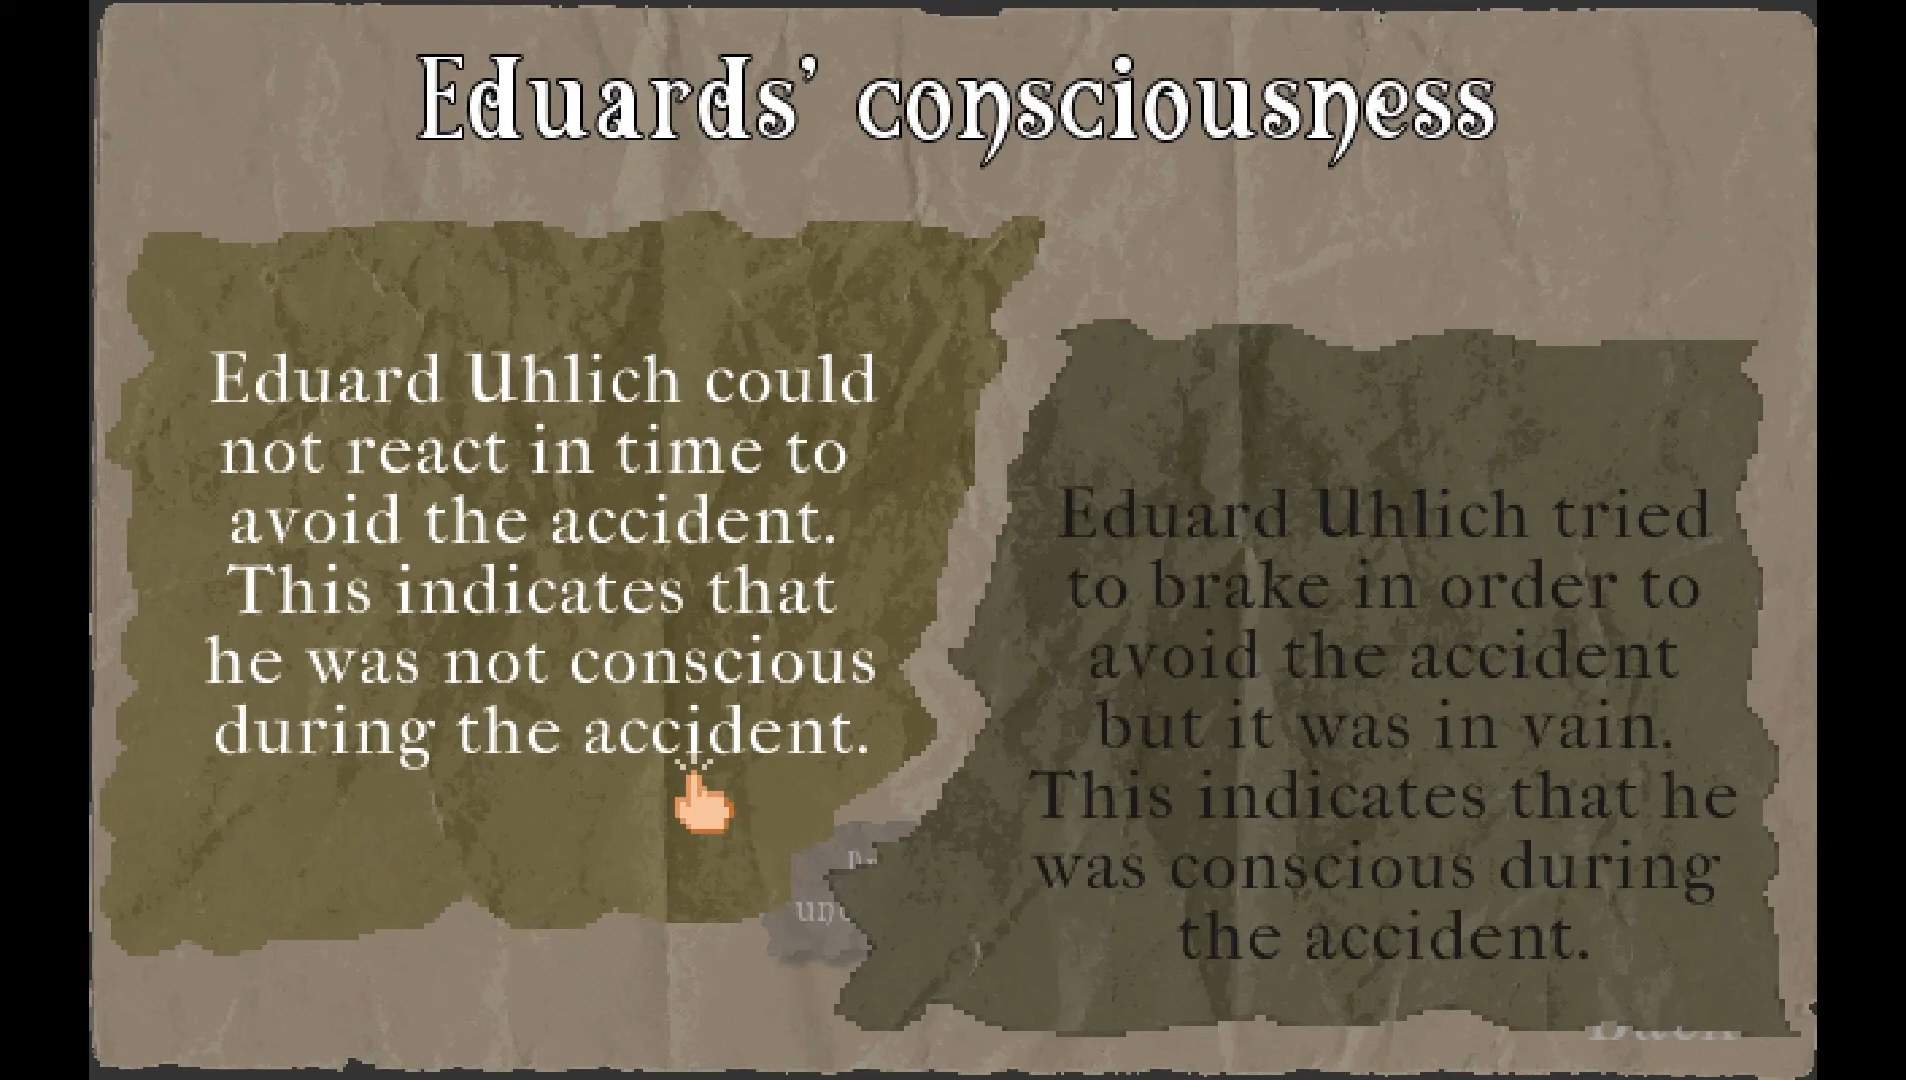 Eduards' consciousness
Eduard Uhlich could
not react in time to
avoid the accident.
This indicates that
he was not conscious
during the accident.
Eduard Uhlich tried
to brake in order to
avoid the accident
but it was in vain.
This indicates that he
was conscious during
the accident.